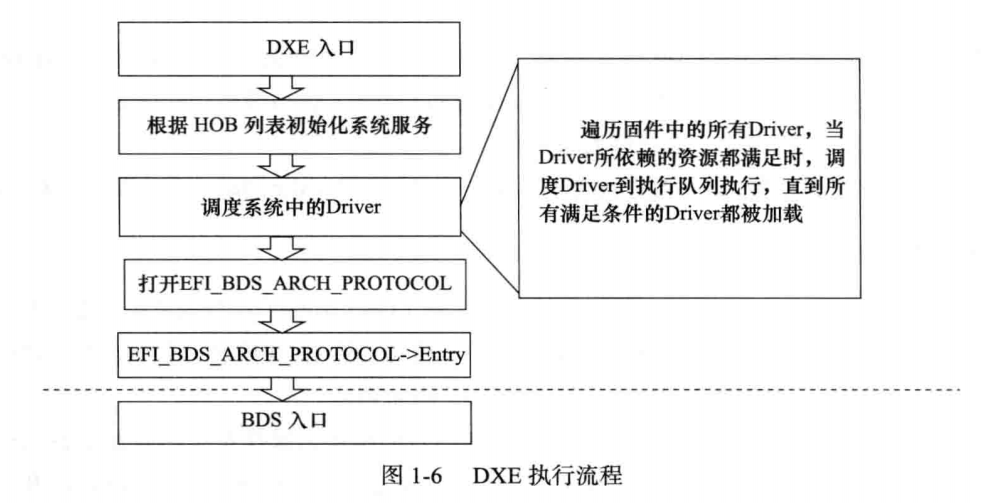 DXE 入口
根据 HOB 列表初始化系统服务
调度系统中的Driver
遍历固件中的所有Driver，当
Driver所依赖的资源都满足时，调
度Driver到执行队列执行，直到所
有满足条件的Driver都被加载
打开EFI_BDS_ARCH_PROTOCOL
EFI_BDS_ARCH_PROTOCOL->Entry
BDS 入口
图 1-6 DXE 执行流程